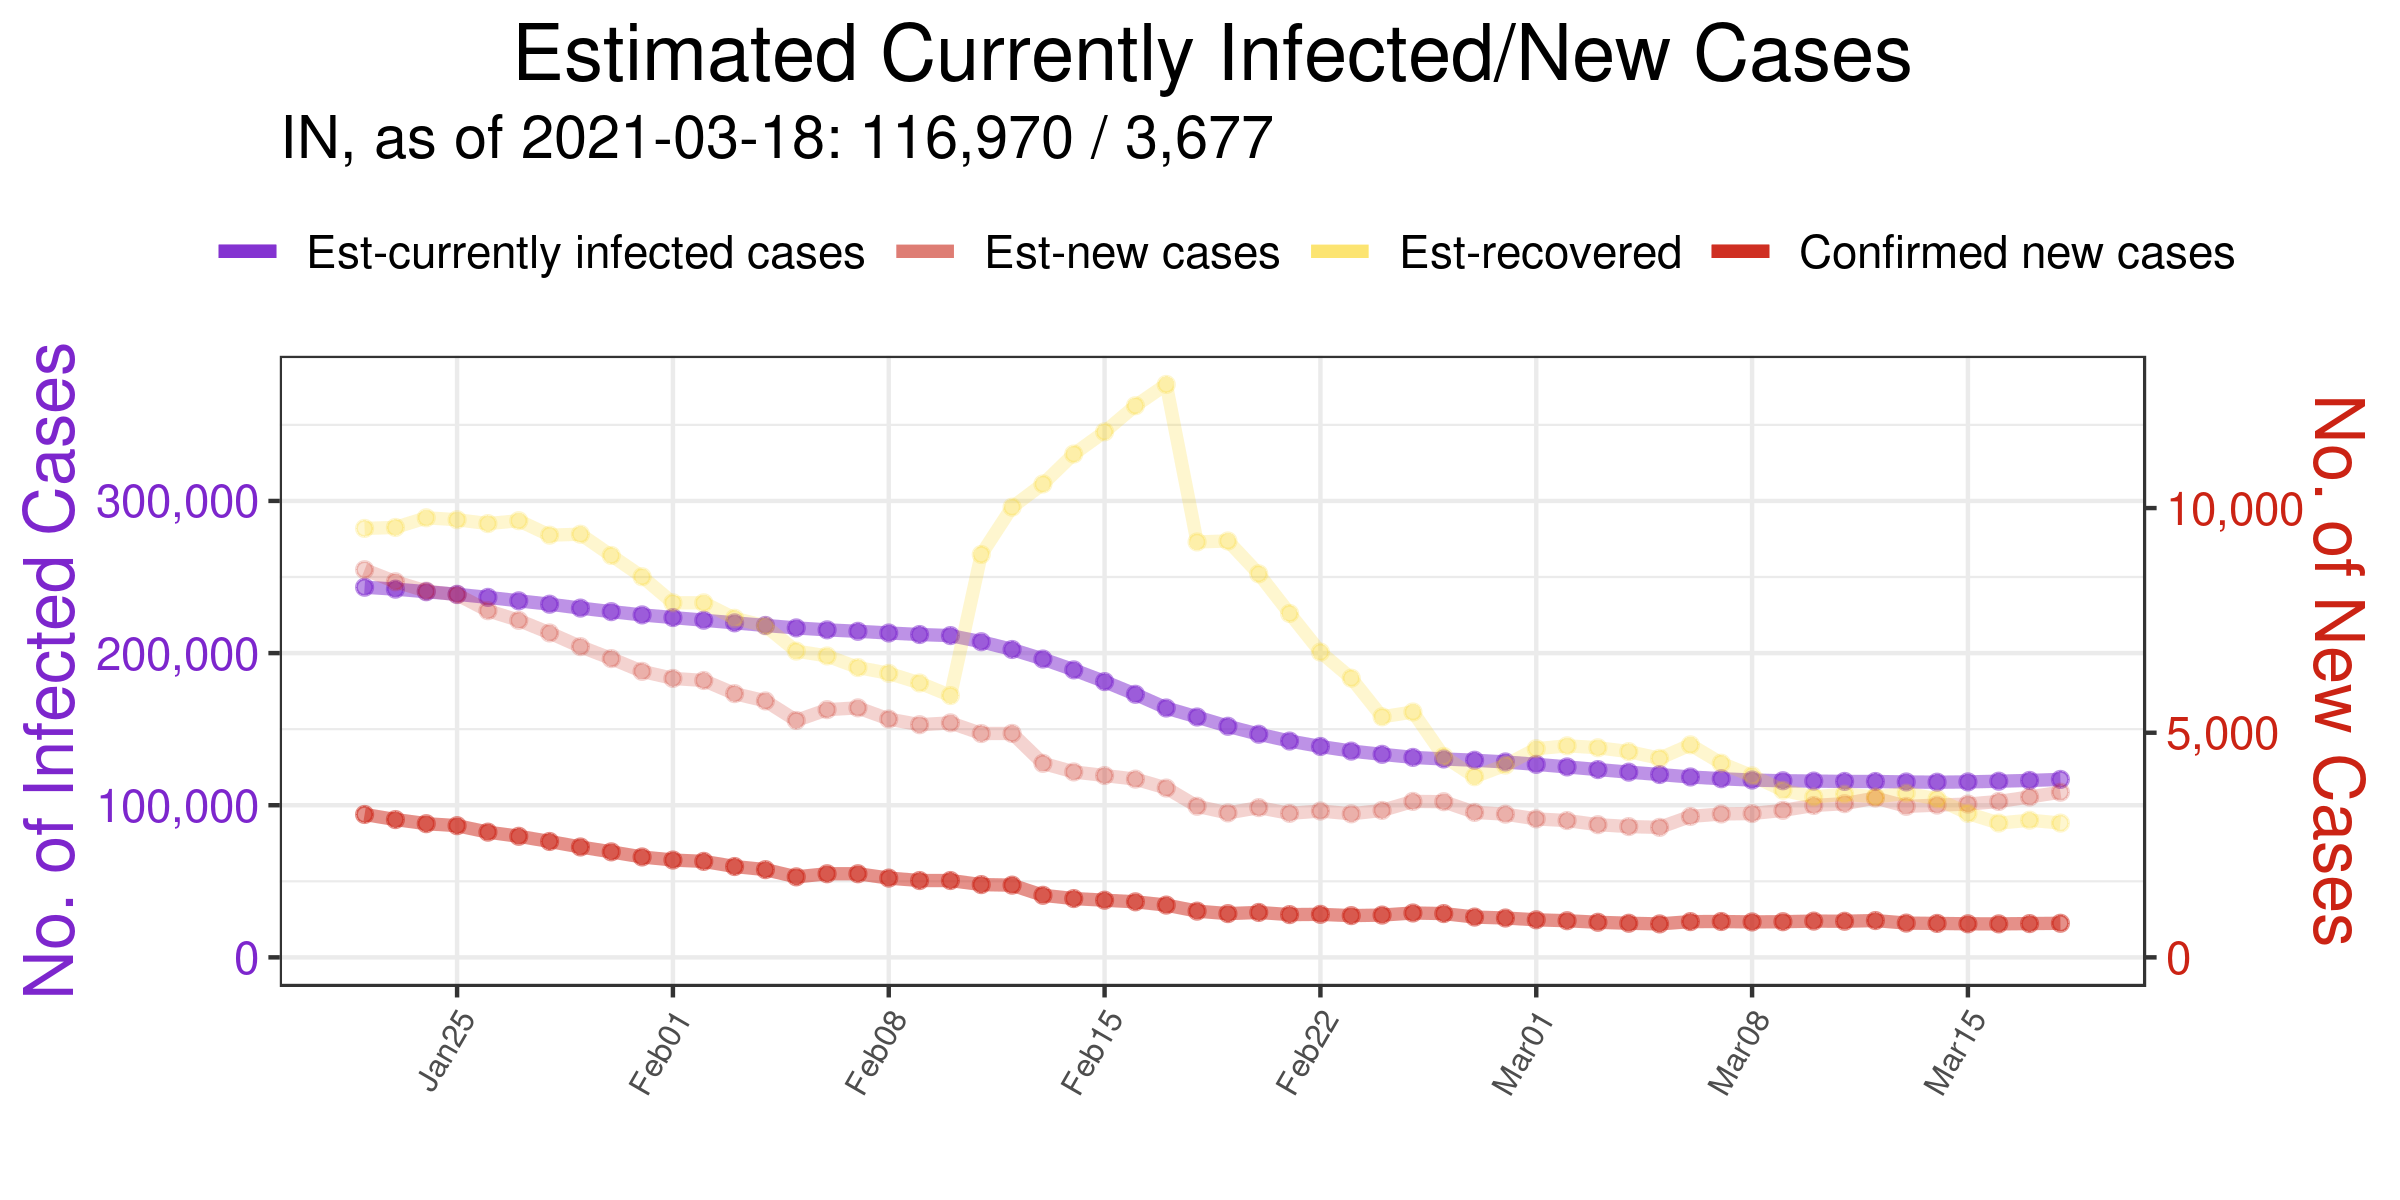 Estimated Currently Infected/New Cases
IN, as of 2021-03-18: 116,970 / 3,677
Est-currently infected cases Est-new cases Est-recovered Confirmed new cases
No. of Infected Cases
300,000
200,000
100,000
0
No. of New Cases
10,000
5,000
0
Jan25 Feb01 Feb08 Feb15 Feb22 Mar01 Mar08 Mar15